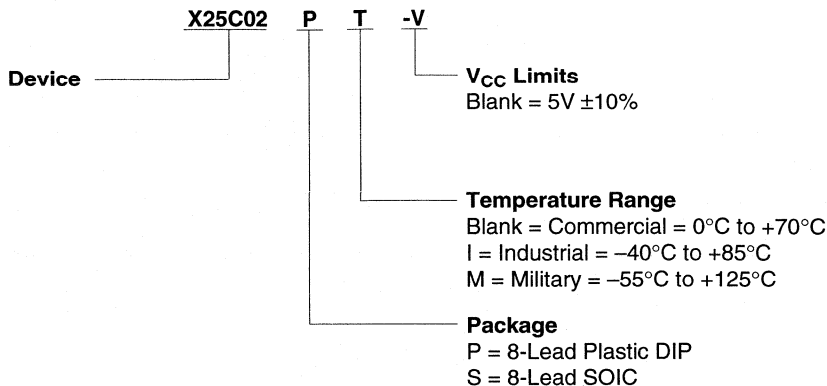 X25C02 P T -V
Device
VCC Limits
Blank = 5V ±10%
Temperature Range
Blank = Commercial = 0°C to +70°C
I = Industrial = –40°C to +85°C
M = Military = –55°C to +125°C
Package
P = 8-Lead Plastic DIP
S = 8-Lead SOIC